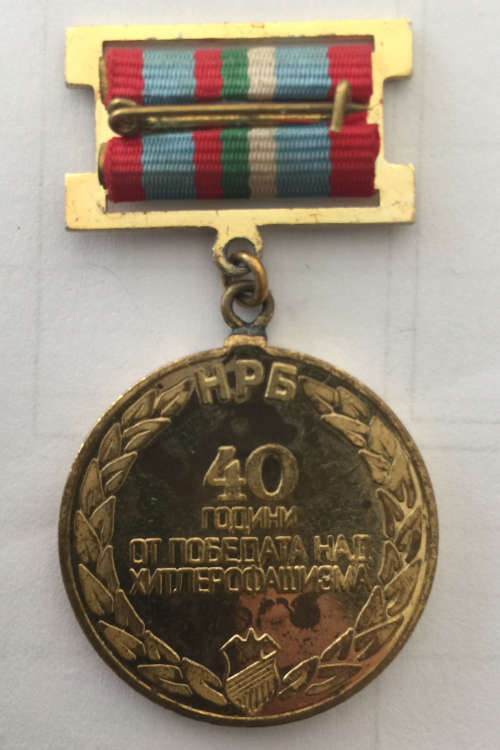 НРБ
40
ГОДИНИ
ОТ ПОБЕДАТА НАД
ХИТЛЕРОФАШИЗМА